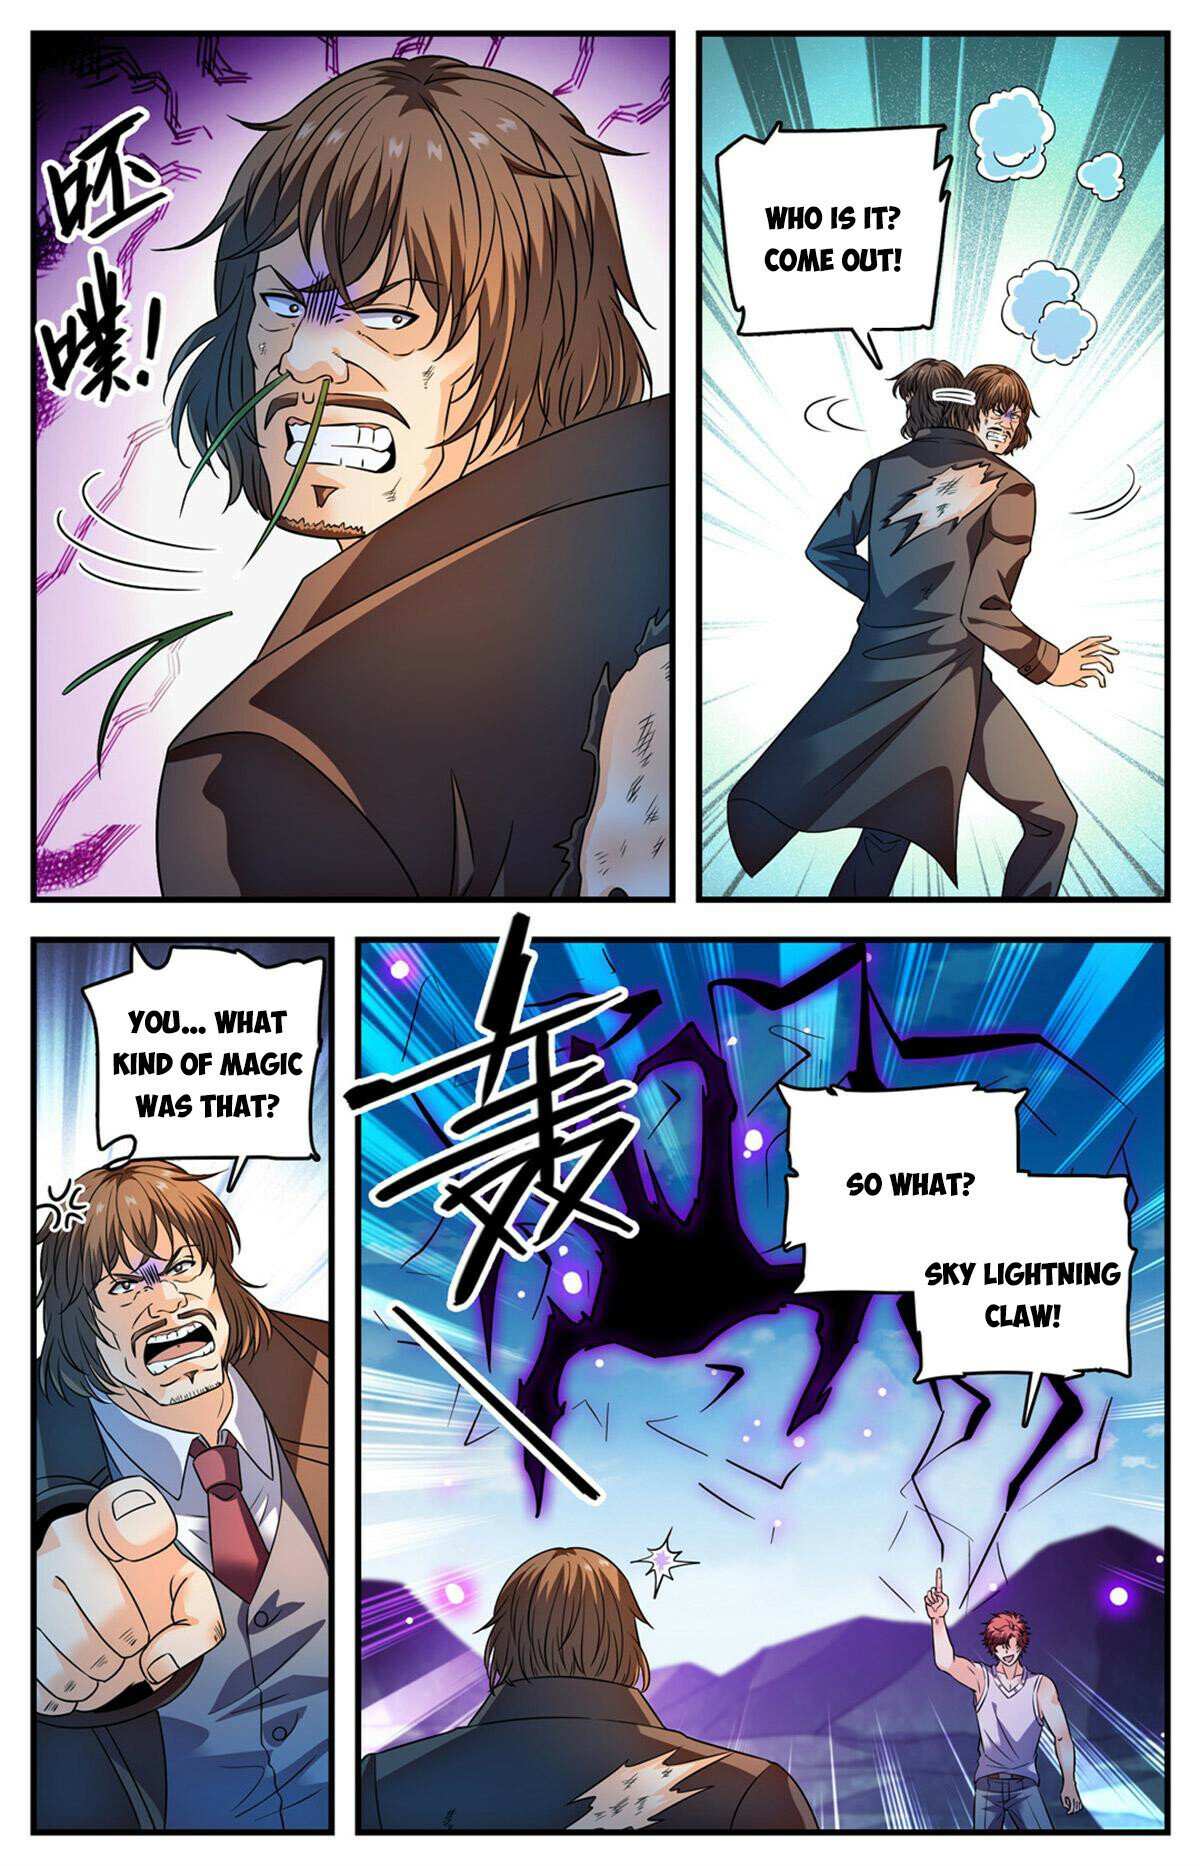 呸
噗!
WHO IS IT?
COME OUT!
YOU... WHAT
KIND OF MAGIC
WAS THAT?
轰
SO WHAT?
SKY LIGHTNING
CLAW!